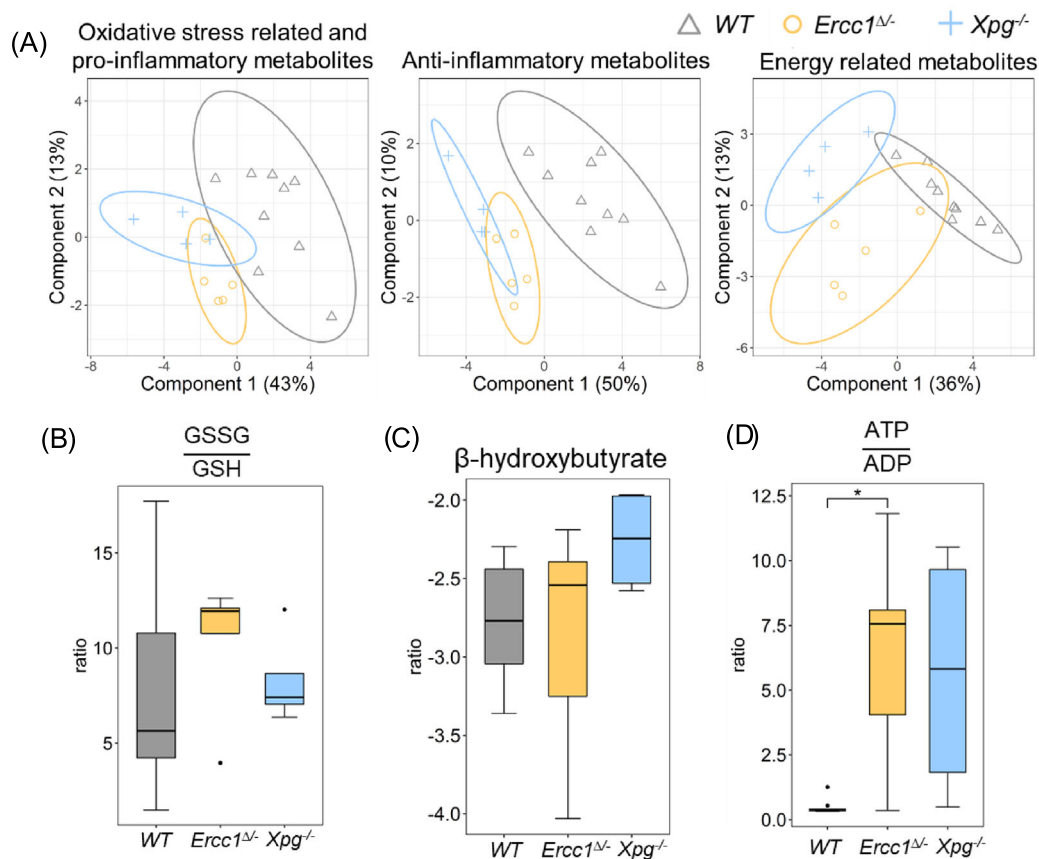 (A)
Oxidative stress related and
pro-inflammatory metabolites
WT Ercc1Δ/- Xpg-/-
Anti-inflammatory metabolites
Energy related metabolites
Component 2 (13%)
4
2
0
-2
-8
-4
0
4
Component 1 (43%)
Component 2 (10%)
2
0
-2
-4
0
4
8
Component 1 (50%)
Component 2 (13%)
3
0
-3
-6
-4
0
4
Component 1 (36%)
(B)
GSSG
GSH
ratio
15
10
5
WT Ercc1Δ/- Xpg-/-
(C)
β-hydroxybutyrate
ratio
-2.0
-2.5
-3.0
-3.5
-4.0
WT Ercc1Δ/- Xpg-/-
(D)
ATP
ADP
ratio
12.5
10.0
7.5
5.0
2.5
0.0
*
WT Ercc1Δ/- Xpg-/-